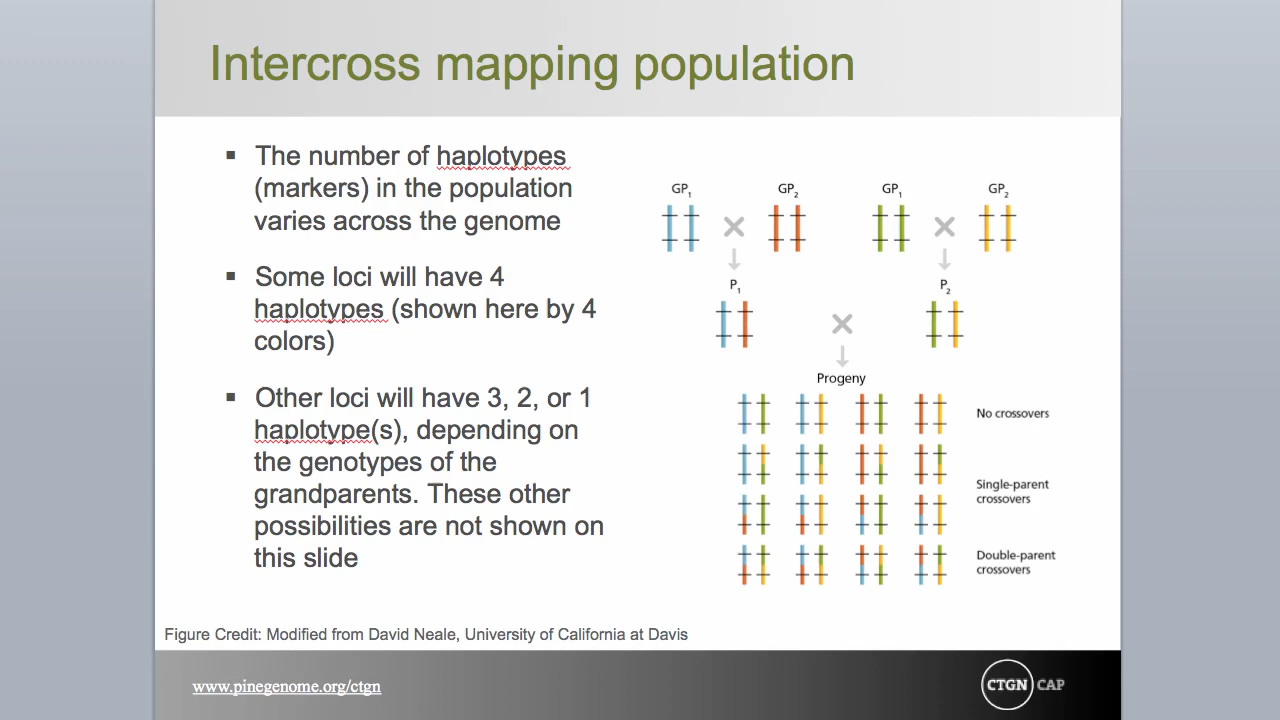 Intercross mapping population
▪ The number of haplotypes
(markers) in the population
varies across the genome
▪ Some loci will have 4
haplotypes (shown here by 4
colors)
▪ Other loci will have 3, 2, or 1
haplotype(s), depending on
the genotypes of the
grandparents. These other
possibilities are not shown on
this slide
GP1 GP2 GP1 GP2
P1 P2
Progeny
No crossovers
Single-parent
crossovers
Double-parent
crossovers
Figure Credit: Modified from David Neale, University of California at Davis
www.pinegenome.org/ctgn
CTGN CAP